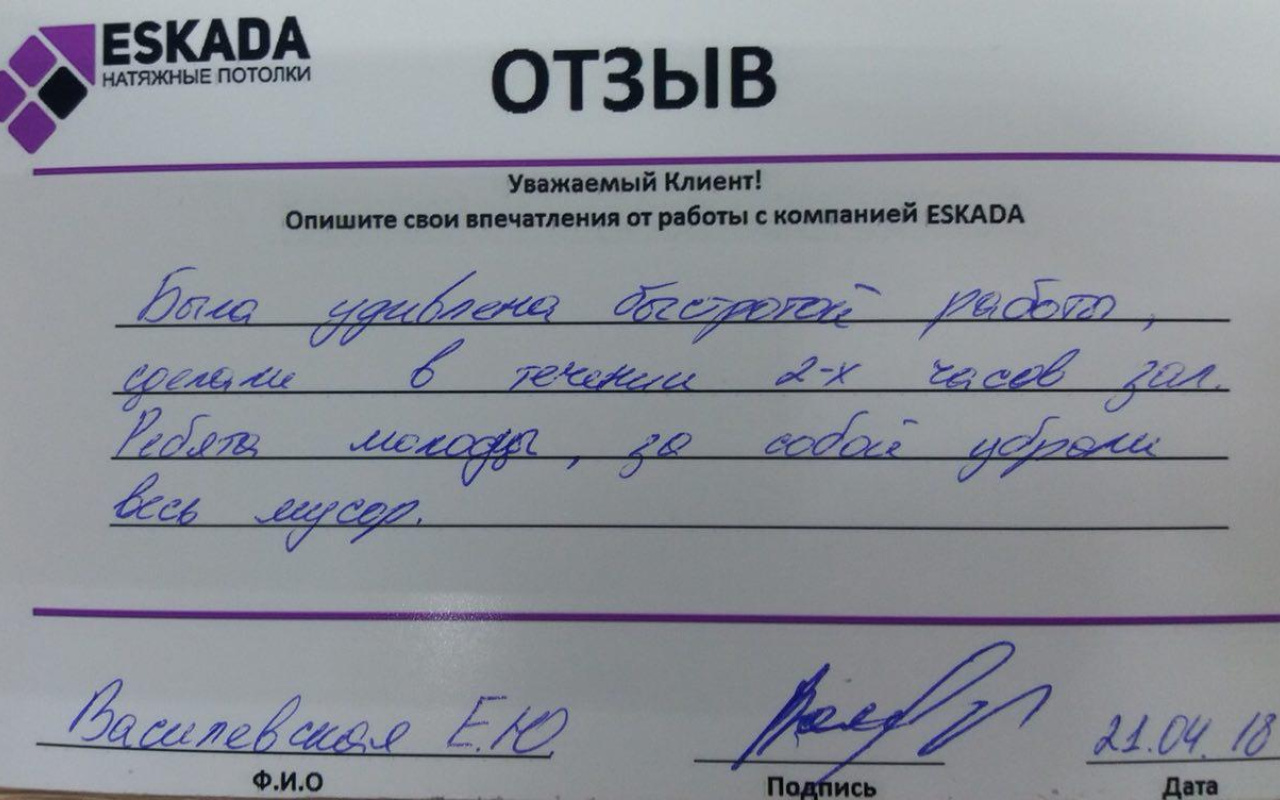 ESKADA
НАТЯЖНЫЕ ПОТОЛКИ
ОТЗЫВ
Уважаемый Клиент!
Опишите свои впечатления от работы с компанией ESKADA
Была удивлена быстротой работы,
сделали в течении 2-х часов зал.
Ребята молодцы, за собой убрали
весь мусор.
Василевская Е.Ю. 21.04.18
Ф.И.О Подпись Дата